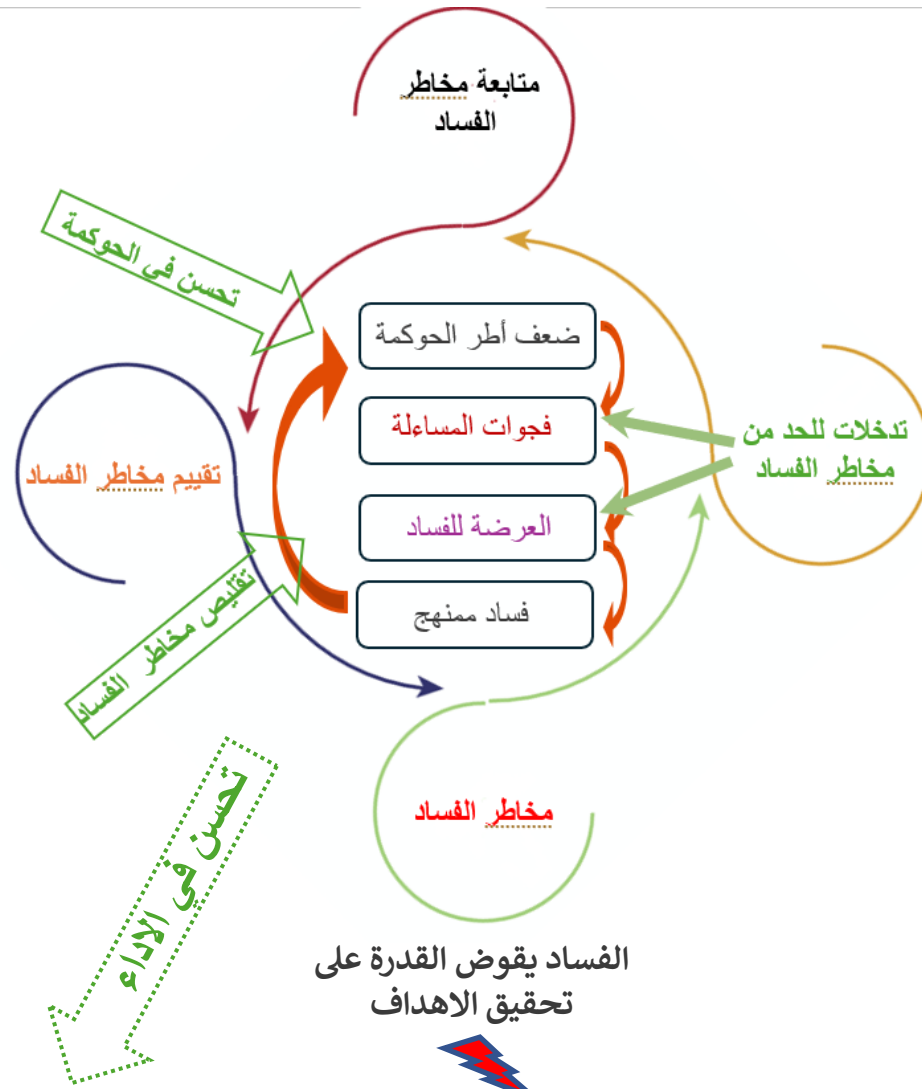 متابعة مخاطر
الفساد
تحسن في الحوكمة
ضعف أطر الحوكمة
فجوات المساءلة
تدخلات للحد من
مخاطر الفساد
تقييم مخاطر الفساد
العرضة للفساد
تقليص مخاطر الفساد
فساد ممنهج
مخاطر الفساد
تحسن في الاداء
الفساد يقوض القدرة على
تحقيق الاهداف